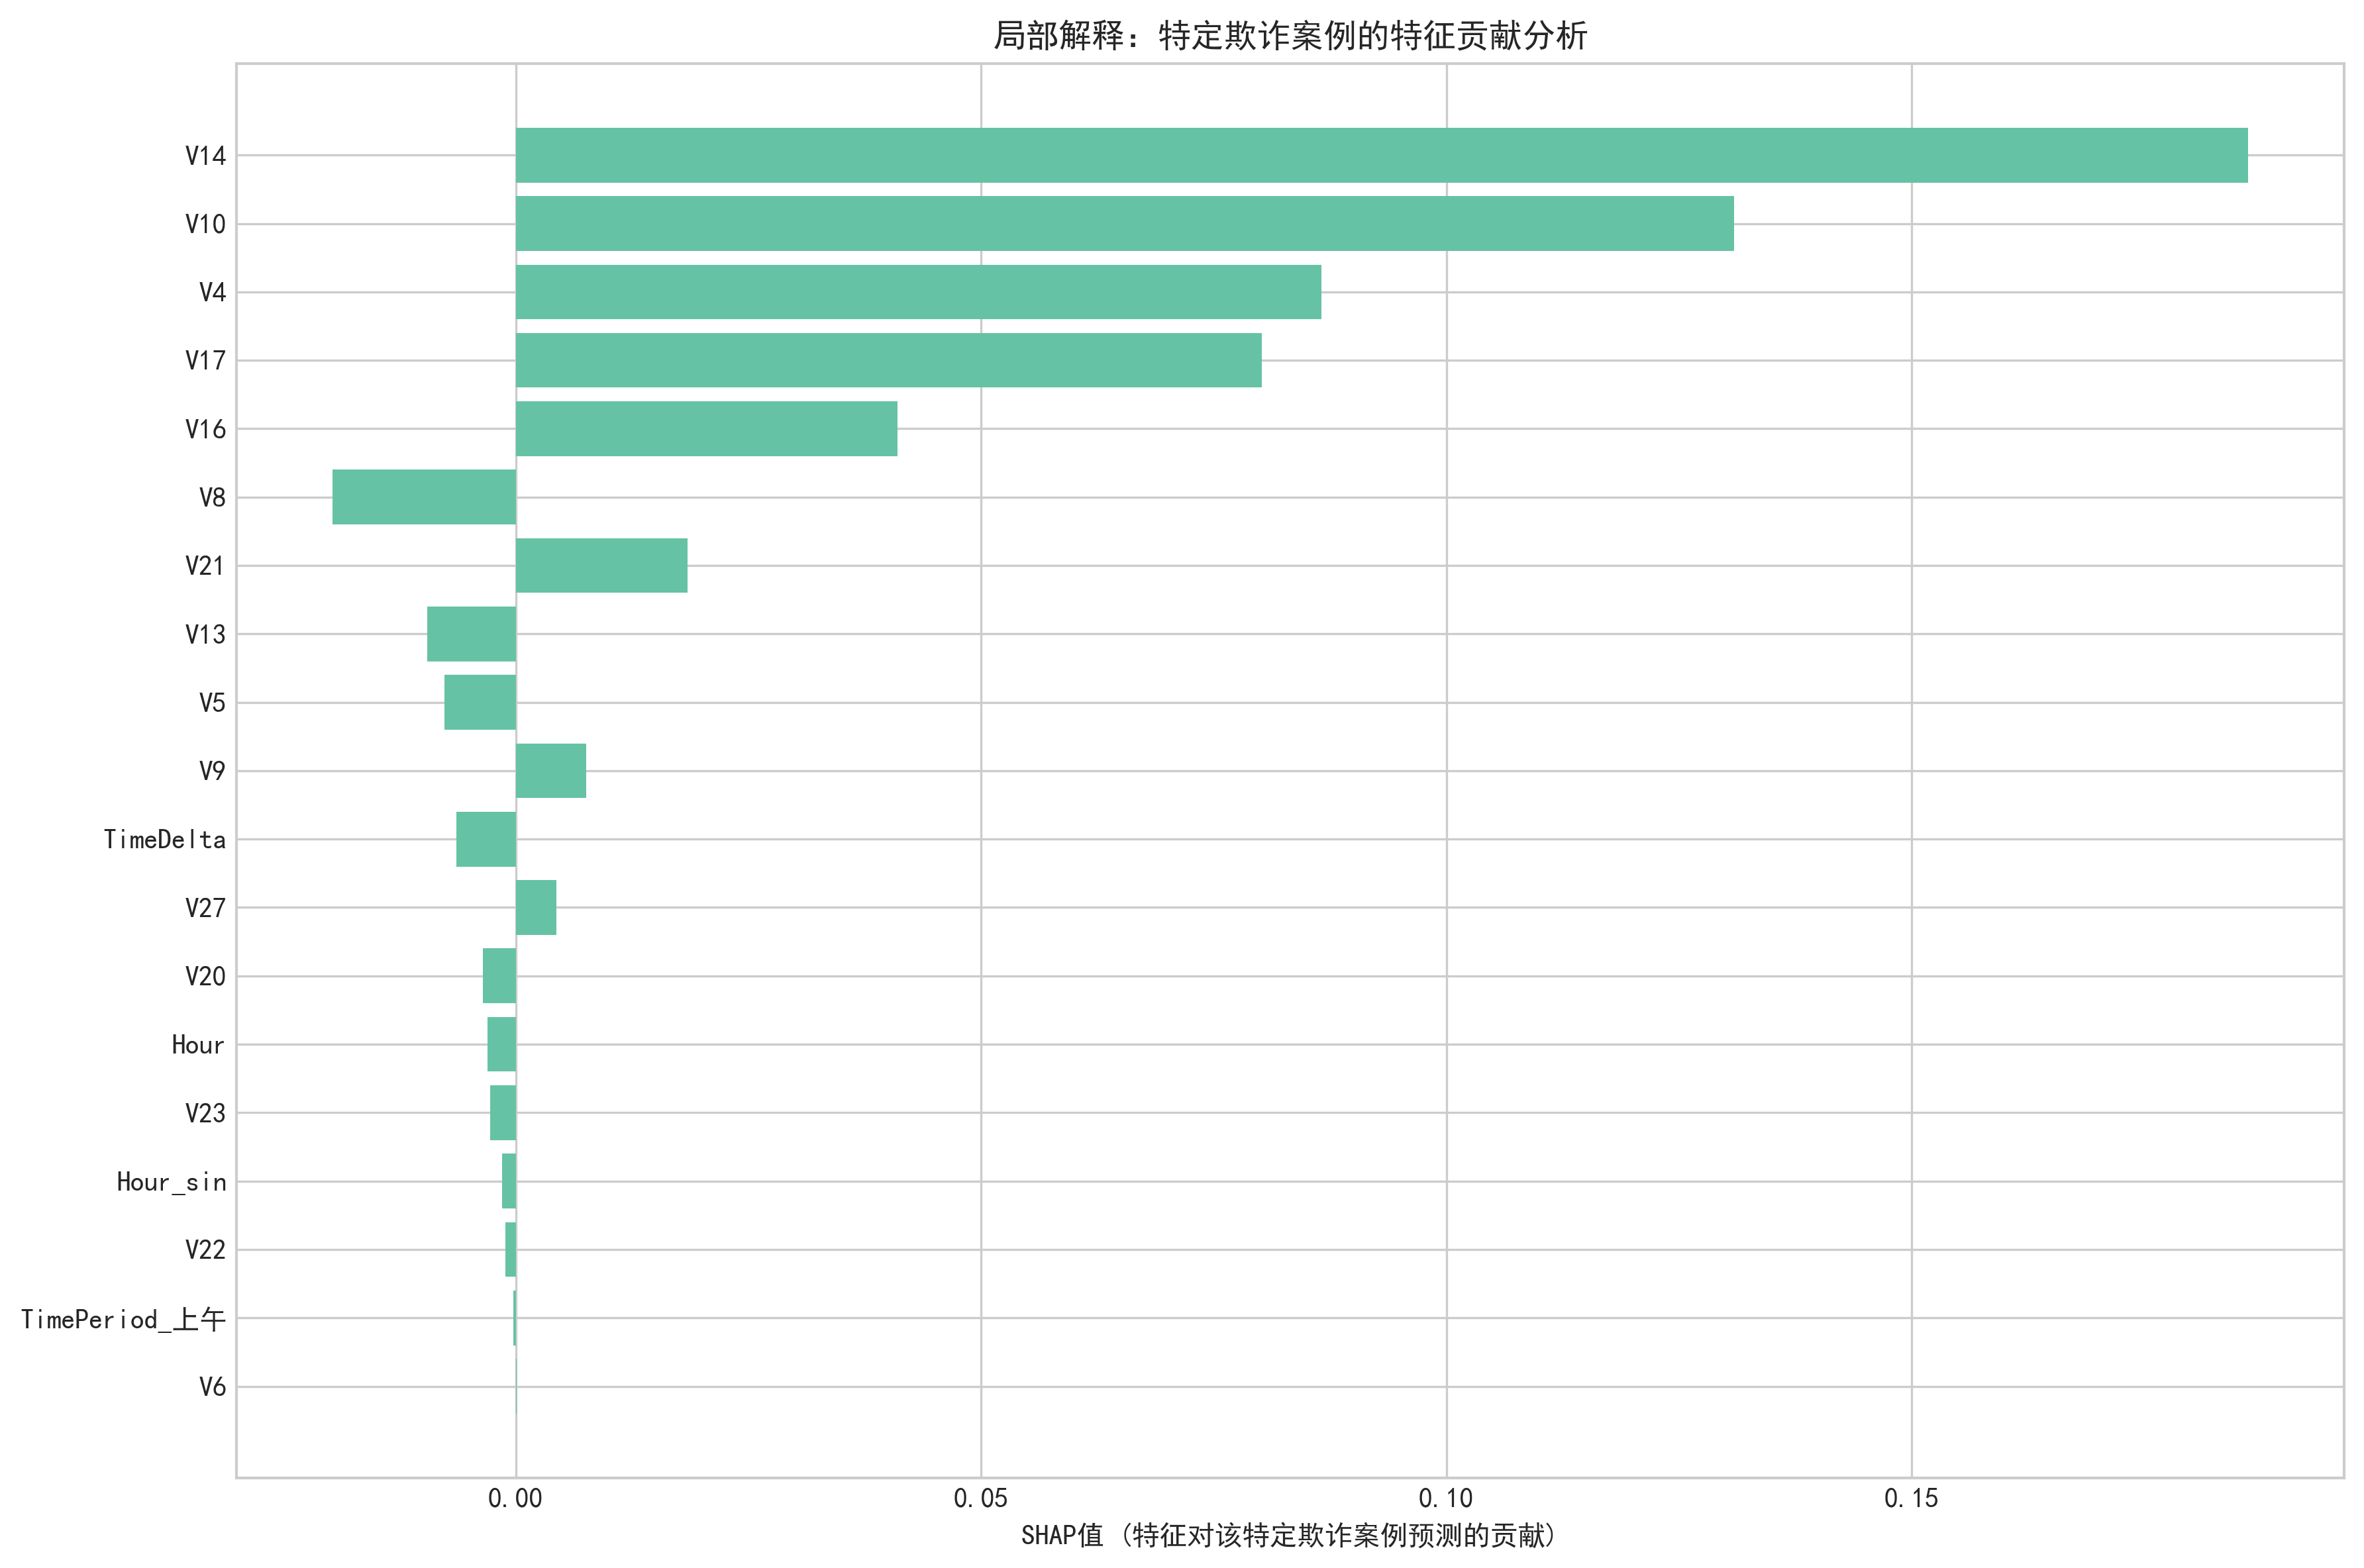 局部解释：特定欺诈案例的特征贡献分析
V14
V10
V4
V17
V16
V8
V21
V13
V5
V9
TimeDelta
V27
V20
Hour
V23
Hour_sin
V22
TimePeriod_上午
V6
0.00 0.05 0.10 0.15
SHAP值 (特征对该特定欺诈案例预测的贡献)